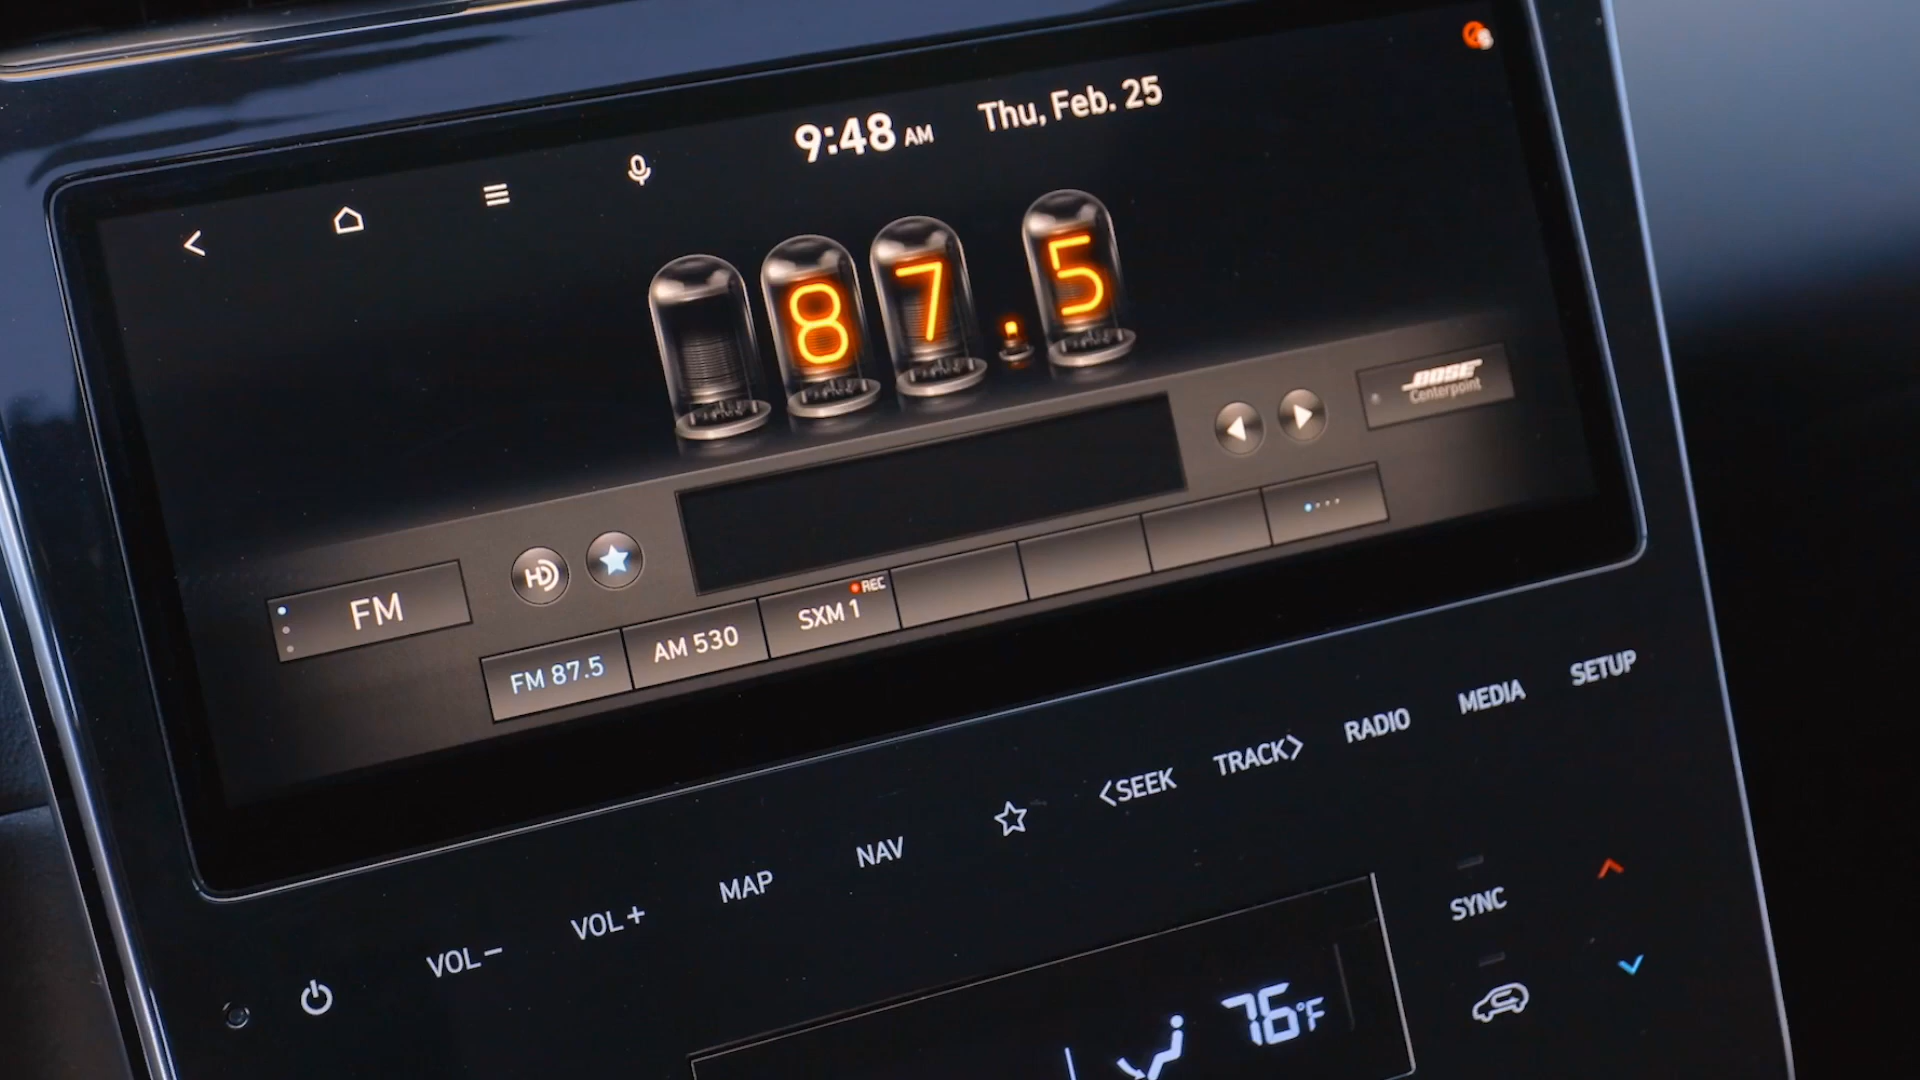 9:48 AM Thu, Feb. 25
87.5
BOSE
Centerpoint
FM
HD
FM 87.5
AM 530
SXM 1
REC
VOL−
VOL+
MAP
NAV
<SEEK
TRACK>
RADIO
MEDIA
SETUP
SYNC
76°F